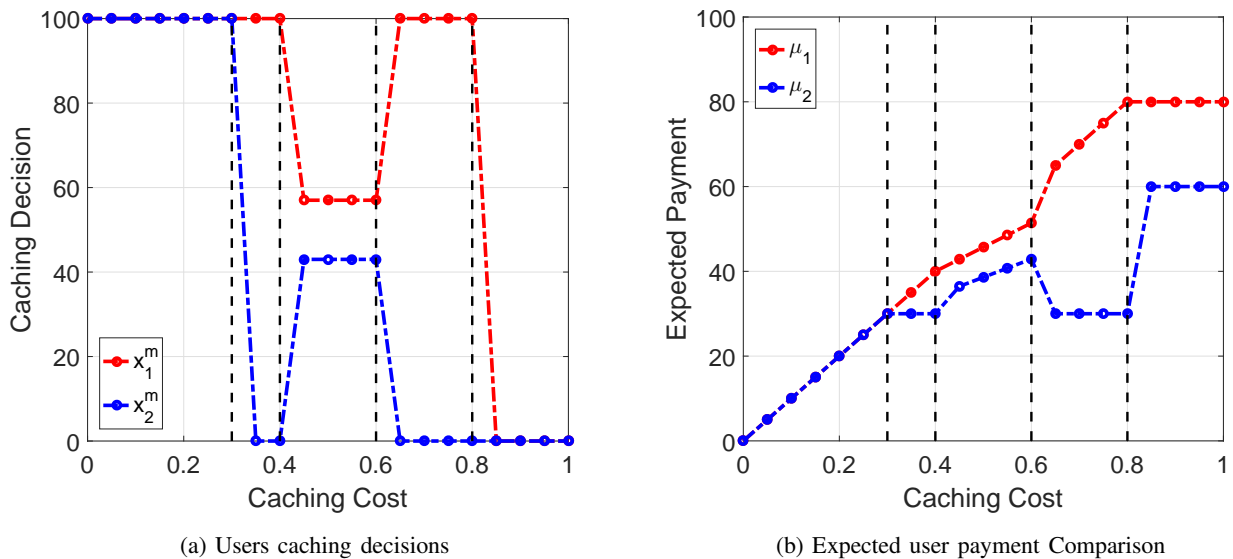 100
80
60
40
20
0
Caching Decision
x₁ᵐ
x₂ᵐ
0 0.2 0.4 0.6 0.8 1
Caching Cost
(a) Users caching decisions
100
80
60
40
20
0
Expected Payment
μ₁
μ₂
0 0.2 0.4 0.6 0.8 1
Caching Cost
(b) Expected user payment Comparison